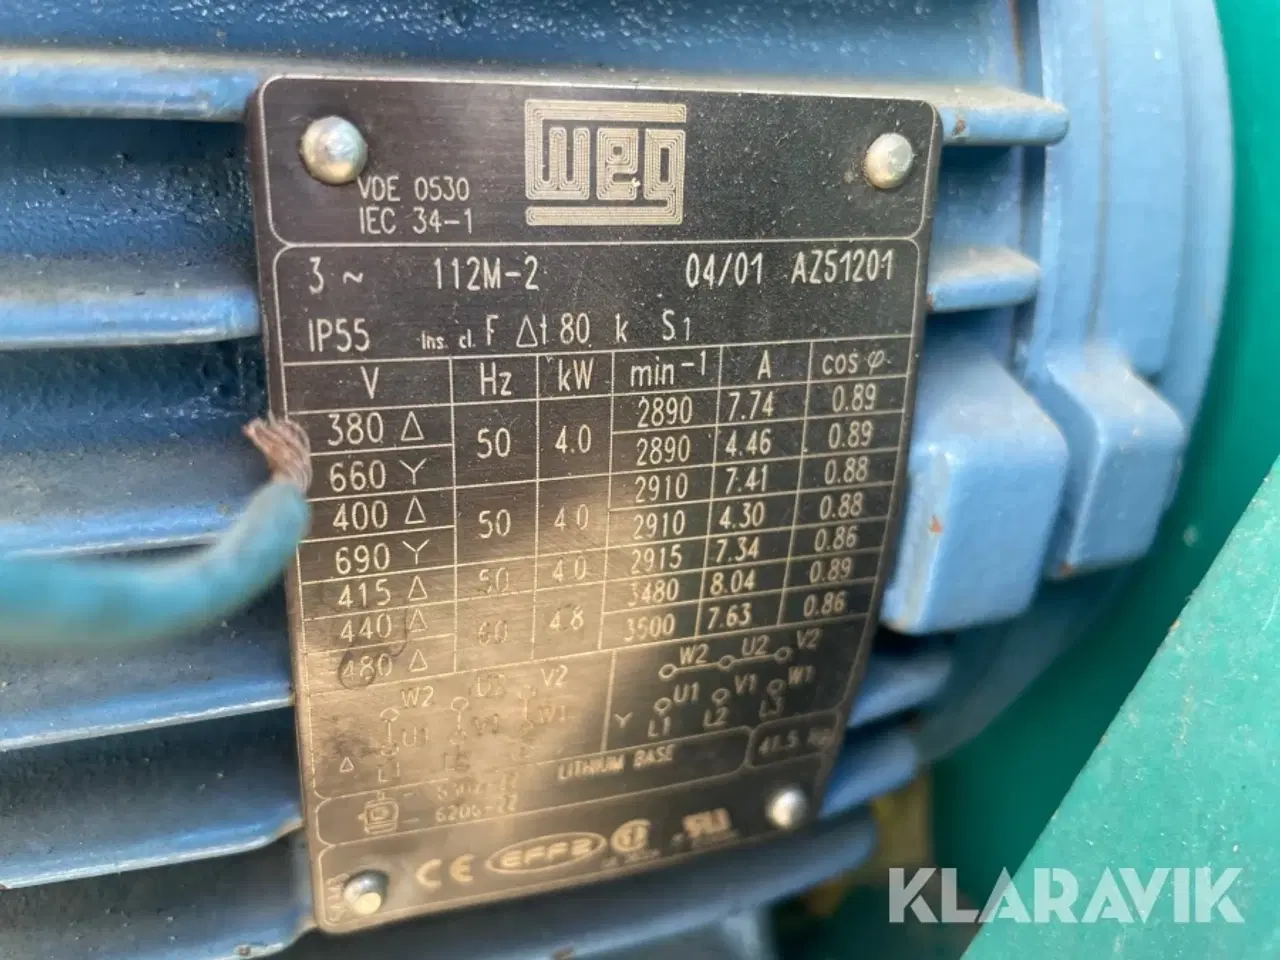 weg
VDE 0530
IEC 34-1
3 ~ 112M-2 04/01 AZ51201
IP55 Ins. cl. F Δt 80 k S1
V Hz kW min-1 A cos φ
380 Δ 50 4.0 2890 7.74 0.89
660 Y 2890 4.46 0.89
400 Δ 50 4.0 2910 7.41 0.88
690 Y 2910 4.30 0.88
415 Δ 50 4.0 2915 7.34 0.86
440 Δ 60 4.8 3480 8.04 0.89
480 Δ 3500 7.63 0.86
W2 U2 V2 W2 U2 V2
U1 V1 W1 U1 V1 W1
Δ L1 Y L1 L2 L3
LITHIUM BASE 41.5 kg
6206-ZZ
CE EFF2
KLARAVIK